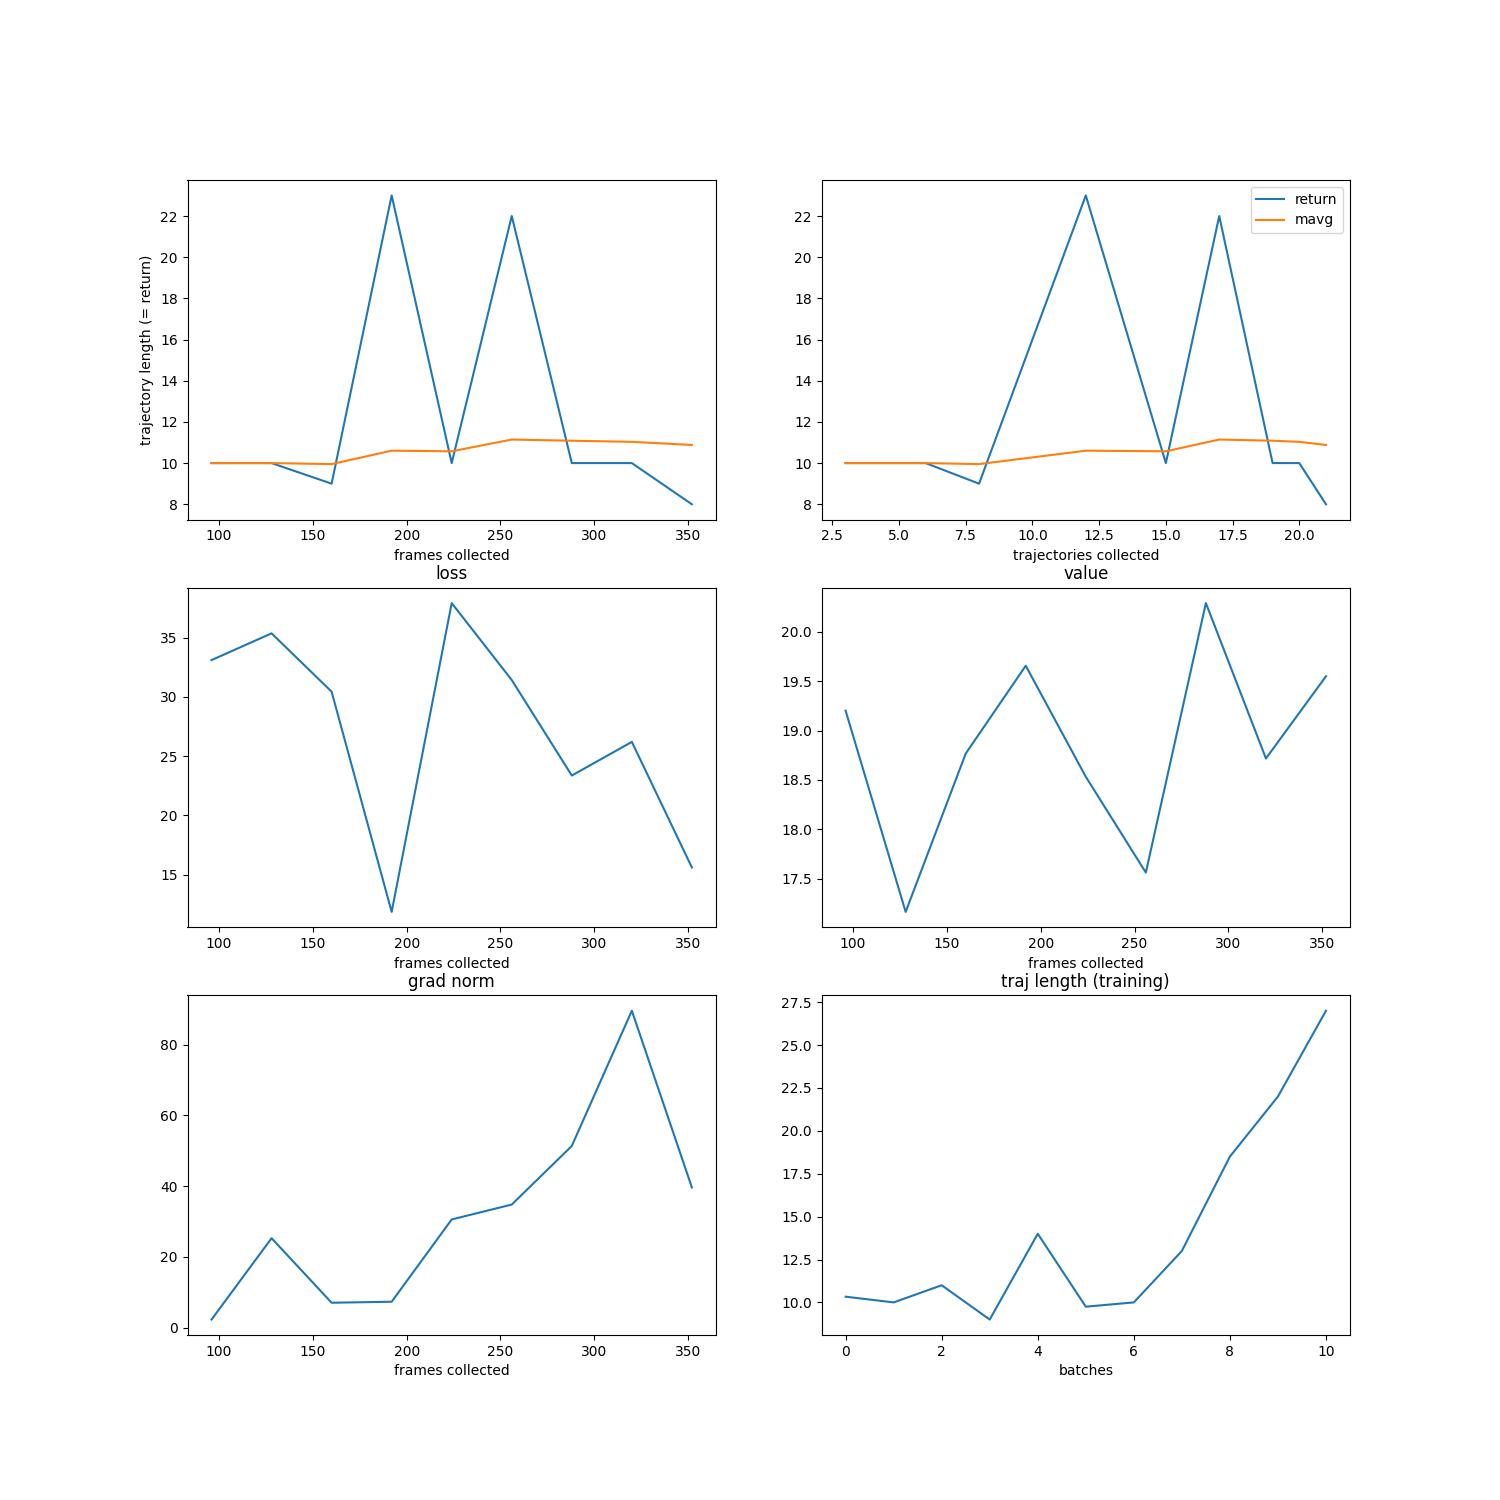 22
20
18
16
14
12
10
8
trajectory length (= return)
100 150 200 250 300 350
frames collected
return
mavg
22
20
18
16
14
12
10
8
2.5 5.0 7.5 10.0 12.5 15.0 17.5 20.0
trajectories collected
loss
35
30
25
20
15
100 150 200 250 300 350
frames collected
value
20.0
19.5
19.0
18.5
18.0
17.5
100 150 200 250 300 350
frames collected
grad norm
80
60
40
20
0
100 150 200 250 300 350
frames collected
traj length (training)
27.5
25.0
22.5
20.0
17.5
15.0
12.5
10.0
0 2 4 6 8 10
batches